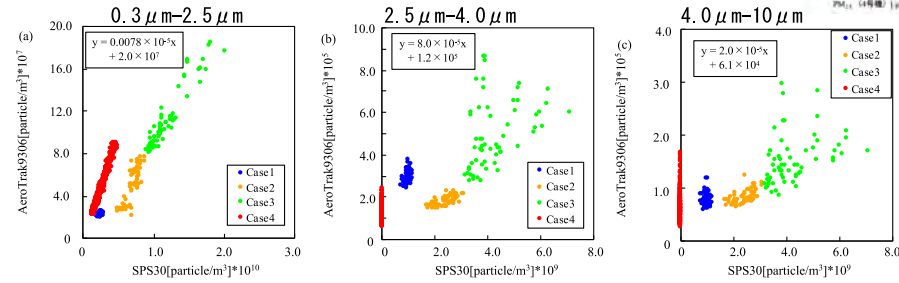 PM2.5 (4号機)
0.3μm−2.5μm
2.5μm−4.0μm
4.0μm−10μm
(a)
AeroTrak9306[particle/m³]*10⁷
y = 0.0078×10⁻⁵x
+ 2.0×10⁷
20.0
16.0
12.0
8.0
4.0
0
0
1.0
2.0
3.0
Case1
Case2
Case3
Case4
SPS30[particle/m³]*10¹⁰
(b)
AeroTrak9306[particle/m³]*10⁵
y = 8.0×10⁻⁵x
+ 1.2×10⁵
10.0
8.0
6.0
4.0
2.0
0
0
2.0
4.0
6.0
8.0
Case1
Case2
Case3
Case4
SPS30[particle/m³]*10⁹
(c)
AeroTrak9306[particle/m³]*10⁵
y = 2.0×10⁻⁵x
+ 6.1×10⁴
4.0
3.0
2.0
1.0
0
0.0
2.0
4.0
6.0
8.0
Case1
Case2
Case3
Case4
SPS30[particle/m³]*10⁹